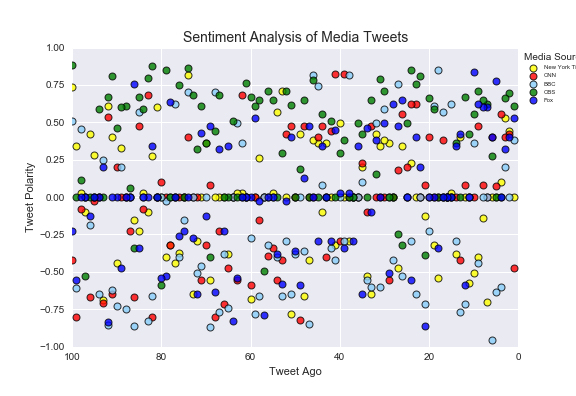 Sentiment Analysis of Media Tweets
Media Sour
New York Ti
CNN
BBC
CBS
Fox
1.00
0.75
0.50
0.25
0.00
−0.25
−0.50
−0.75
−1.00
Tweet Polarity
100
80
60
40
20
0
Tweet Ago